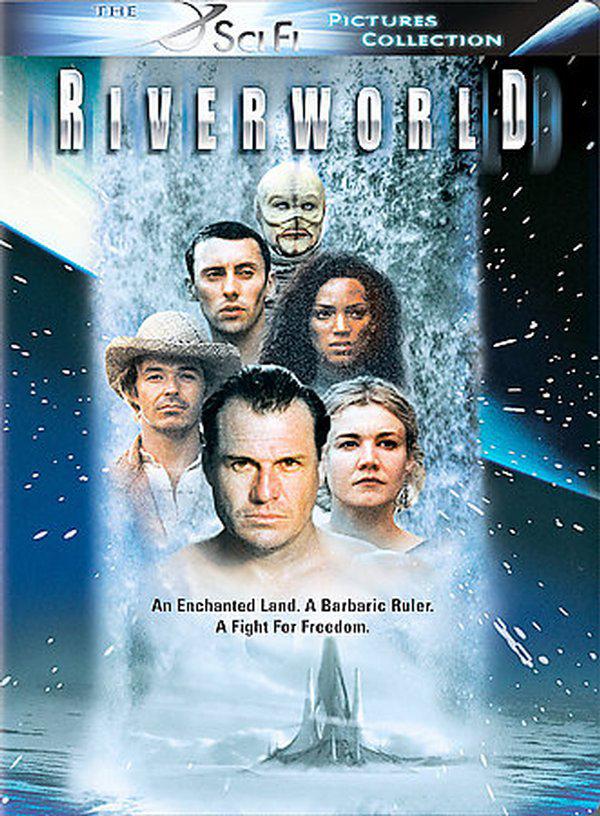 THE
SCI FI
PICTURES
COLLECTION
RIVERWORLD
An Enchanted Land. A Barbaric Ruler.
A Fight For Freedom.